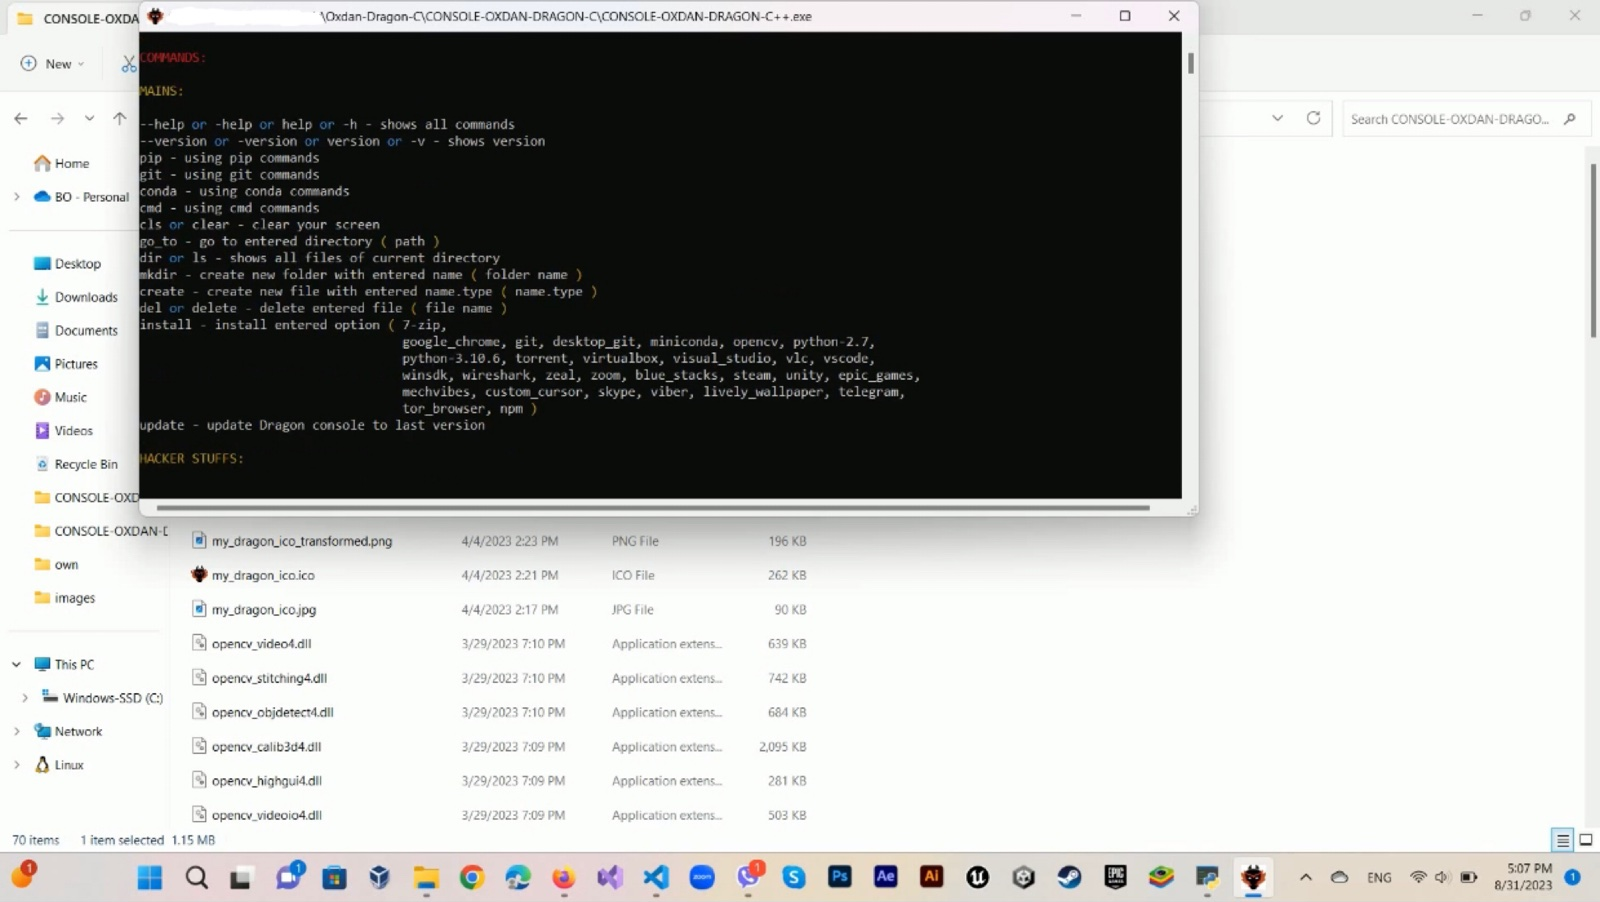 CONSOLE-OXDA
\Oxdan-Dragon-C\CONSOLE-OXDAN-DRAGON-C\CONSOLE-OXDAN-DRAGON-C++.exe
New
Search CONSOLE-OXDAN-DRAGO...
COMMANDS:
MAINS:
--help or -help or help or -h - shows all commands
--version or -version or version or -v - shows version
pip - using pip commands
git - using git commands
conda - using conda commands
cmd - using cmd commands
cls or clear - clear your screen
go_to - go to entered directory ( path )
dir or ls - shows all files of current directory
mkdir - create new folder with entered name ( folder name )
create - create new file with entered name.type ( name.type )
del or delete - delete entered file ( file name )
install - install entered option ( 7-zip,
google_chrome, git, desktop_git, miniconda, opencv, python-2.7,
python-3.10.6, torrent, virtualbox, visual_studio, vlc, vscode,
winsdk, wireshark, zeal, zoom, blue_stacks, steam, unity, epic_games,
mechvibes, custom_cursor, skype, viber, lively_wallpaper, telegram,
tor_browser, npm )
update - update Dragon console to last version
HACKER STUFFS:
Home
BO - Personal
Desktop
Downloads
Documents
Pictures
Music
Videos
Recycle Bin
CONSOLE-OXD
CONSOLE-OXDAN-D
own
images
This PC
Windows-SSD (C:)
Network
Linux
my_dragon_ico_transformed.png 4/4/2023 2:23 PM PNG File 196 KB
my_dragon_ico.ico 4/4/2023 2:21 PM ICO File 262 KB
my_dragon_ico.jpg 4/4/2023 2:17 PM JPG File 90 KB
opencv_video4.dll 3/29/2023 7:10 PM Application extens... 639 KB
opencv_stitching4.dll 3/29/2023 7:10 PM Application extens... 742 KB
opencv_objdetect4.dll 3/29/2023 7:10 PM Application extens... 684 KB
opencv_calib3d4.dll 3/29/2023 7:09 PM Application extens... 2,095 KB
opencv_highgui4.dll 3/29/2023 7:09 PM Application extens... 281 KB
opencv_videoio4.dll 3/29/2023 7:09 PM Application extens... 503 KB
70 items 1 item selected 1.15 MB
1
1
zoom
1
S
Ps
Ae
Ai
EPIC GAMES
ENG
5:07 PM
8/31/2023
1